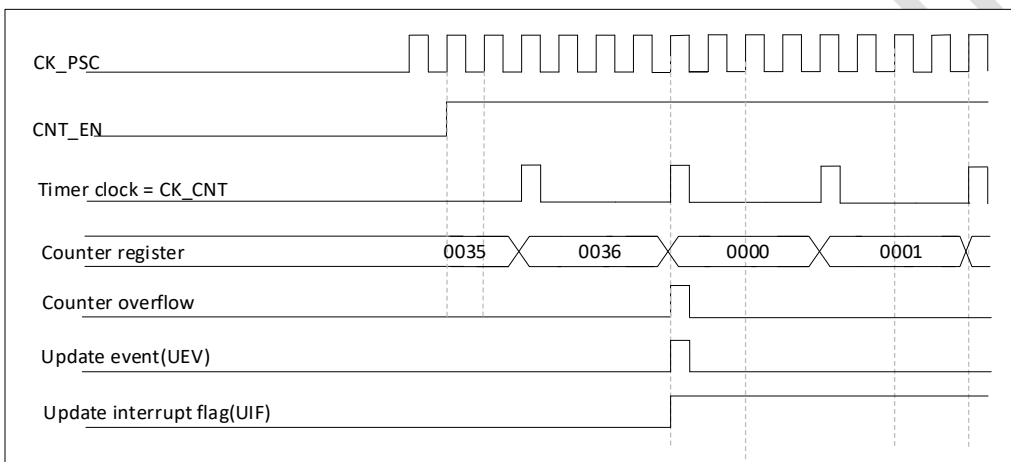 CK_PSC
CNT_EN
Timer clock = CK_CNT
Counter register 0035 0036 0000 0001
Counter overflow
Update event(UEV)
Update interrupt flag(UIF)